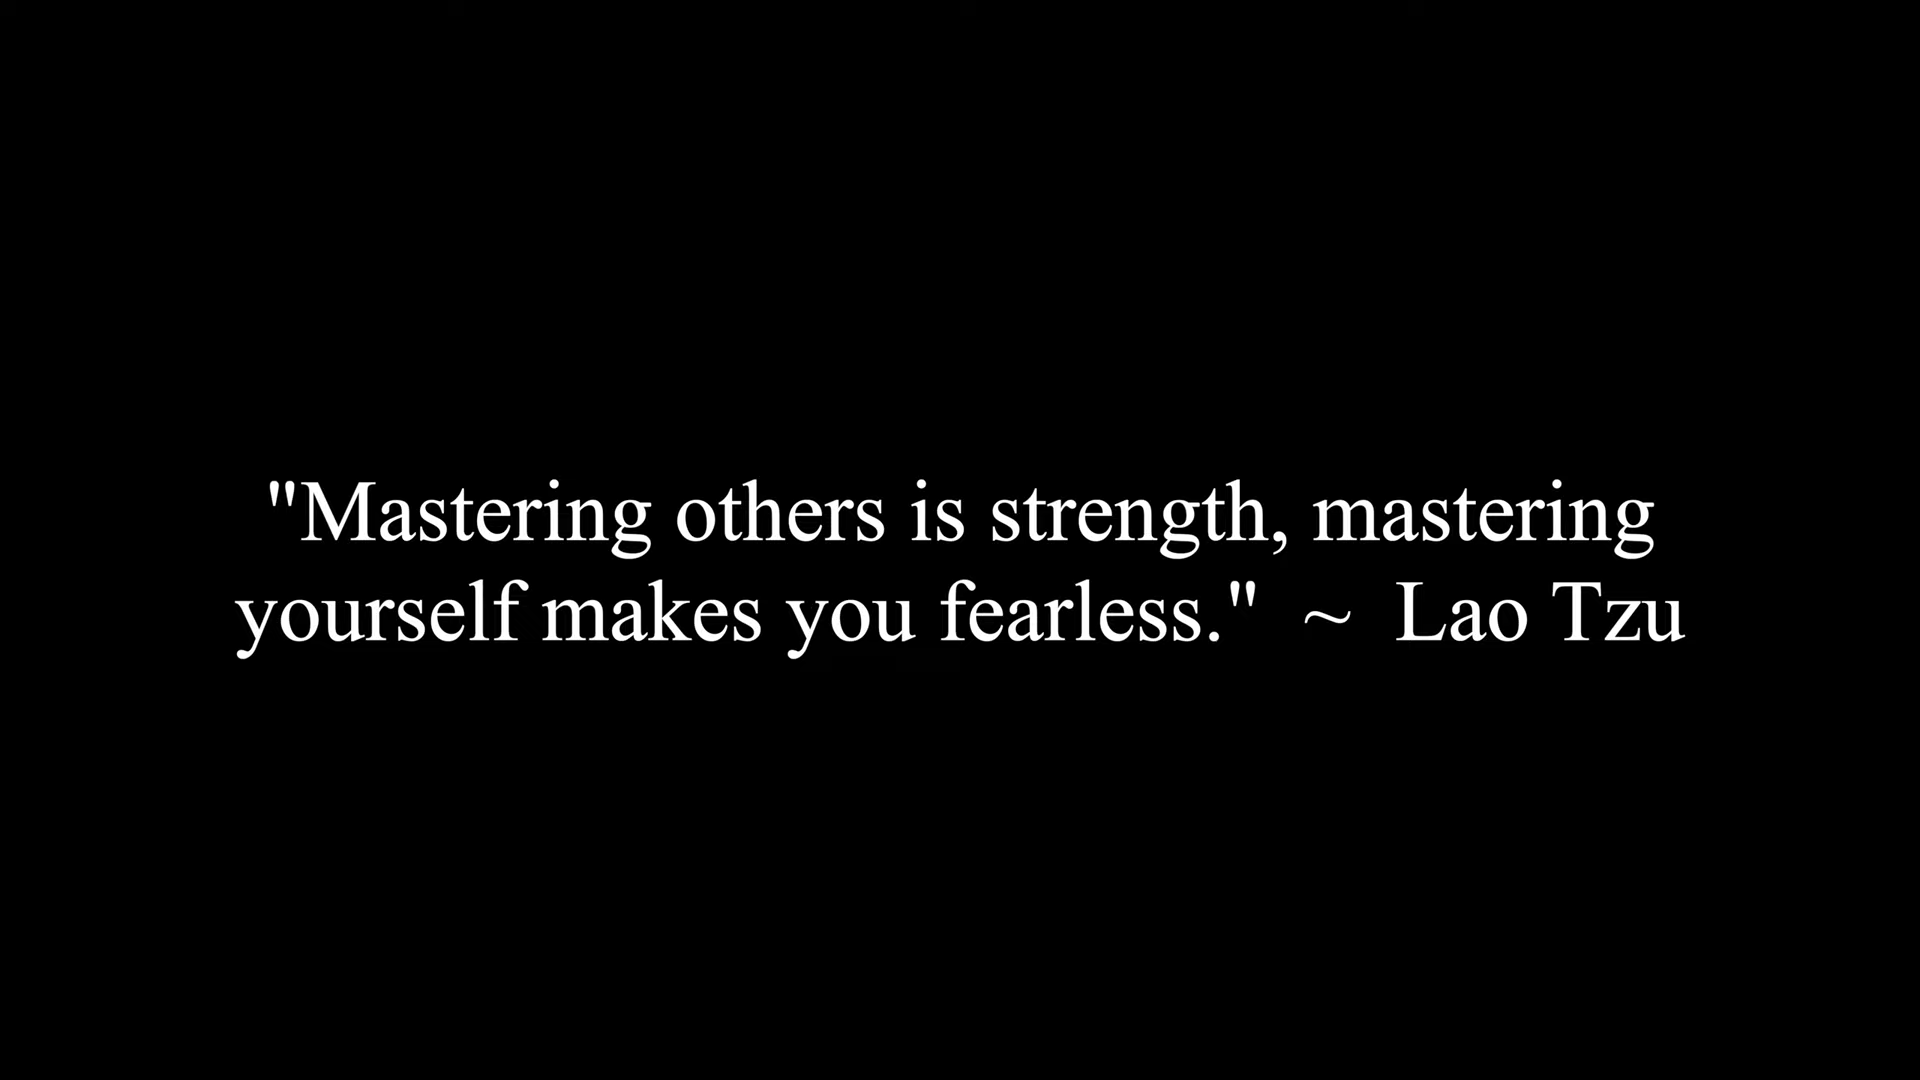 "Mastering others is strength, mastering
yourself makes you fearless."  ~  Lao Tzu